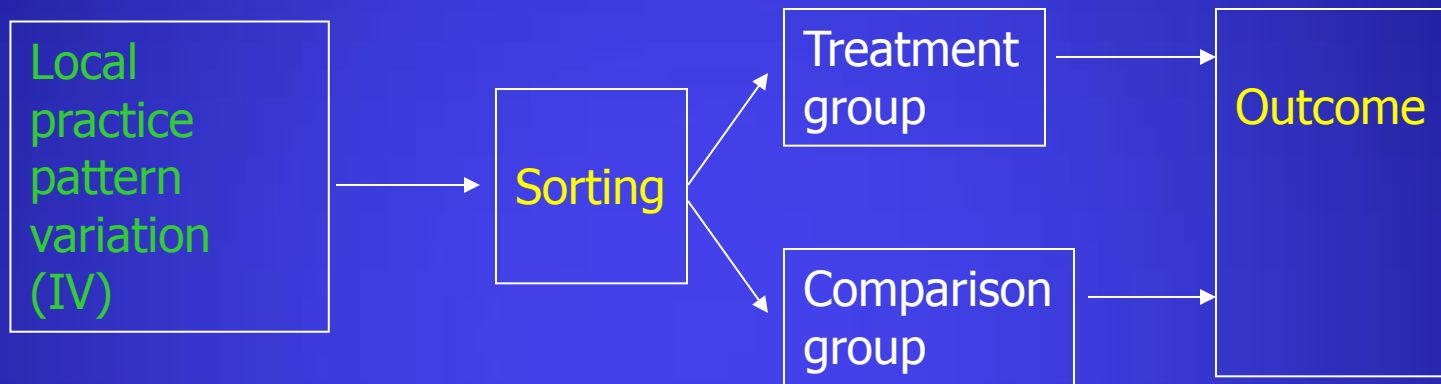 Local
practice
pattern
variation
(IV)
Sorting
Treatment
group
Comparison
group
Outcome